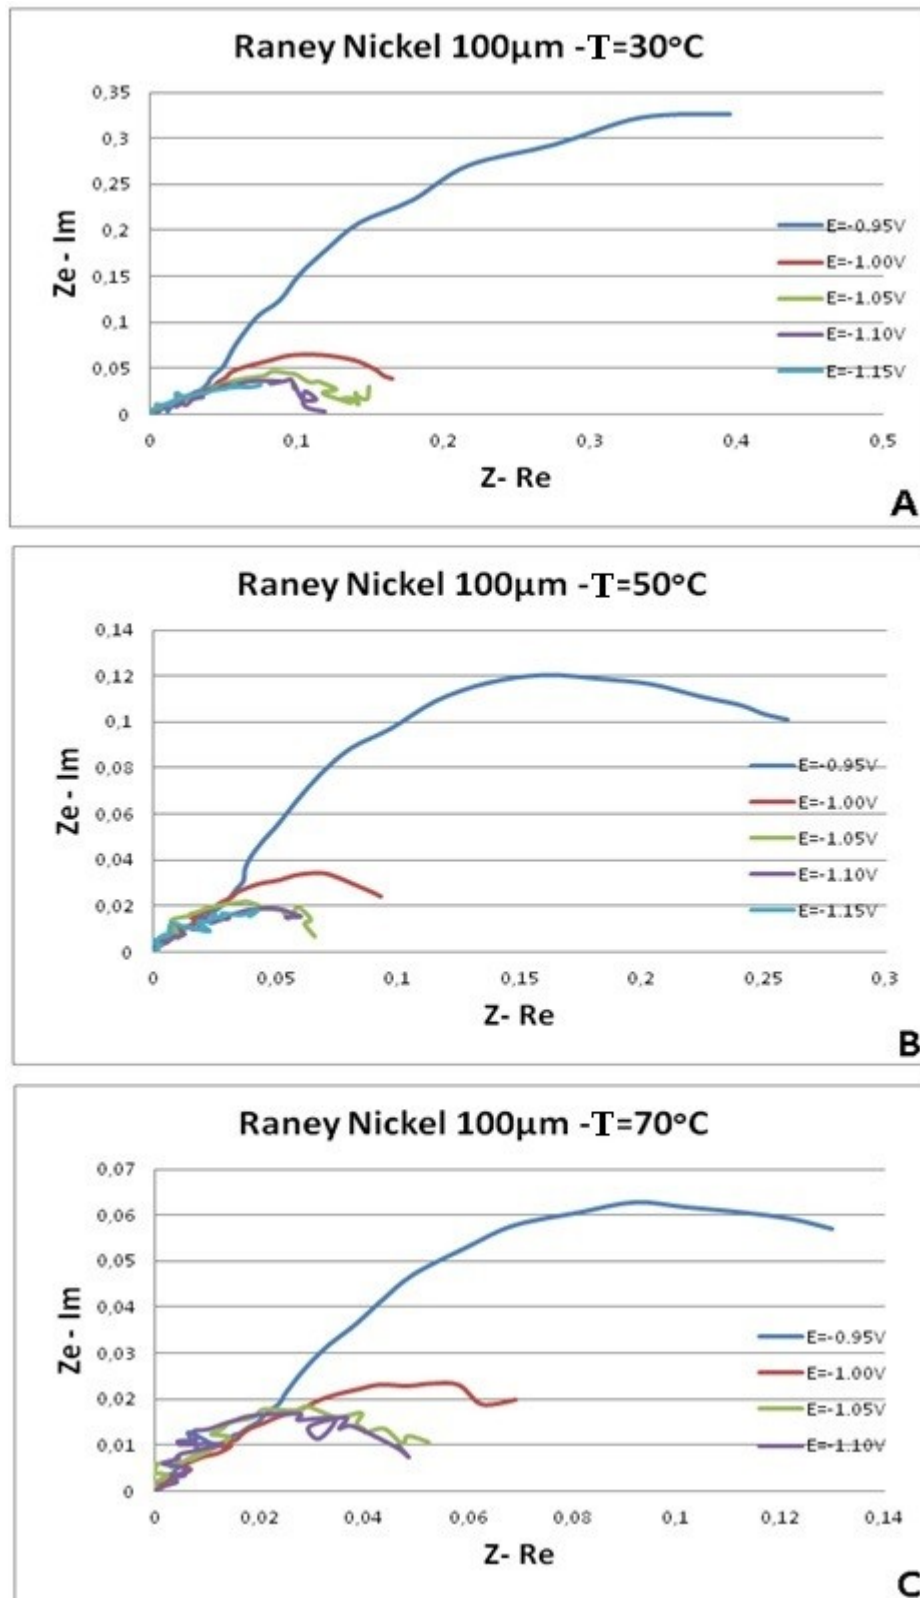 Raney Nickel 100µm -T=30°C
0,35
0,3
0,25
0,2
0,15
0,1
0,05
0
Ze - Im
E=-0.95V
E=-1.00V
E=-1.05V
E=-1.10V
E=-1.15V
0 0,1 0,2 0,3 0,4 0,5
Z- Re
A
Raney Nickel 100µm -T=50°C
0,14
0,12
0,1
0,08
0,06
0,04
0,02
0
Ze - Im
E=-0.95V
E=-1.00V
E=-1.05V
E=-1.10V
E=-1.15V
0 0,05 0,1 0,15 0,2 0,25 0,3
Z- Re
B
Raney Nickel 100µm -T=70°C
0,07
0,06
0,05
0,04
0,03
0,02
0,01
0
Ze - Im
E=-0.95V
E=-1.00V
E=-1.05V
E=-1.10V
0 0,02 0,04 0,06 0,08 0,1 0,12 0,14
Z- Re
C